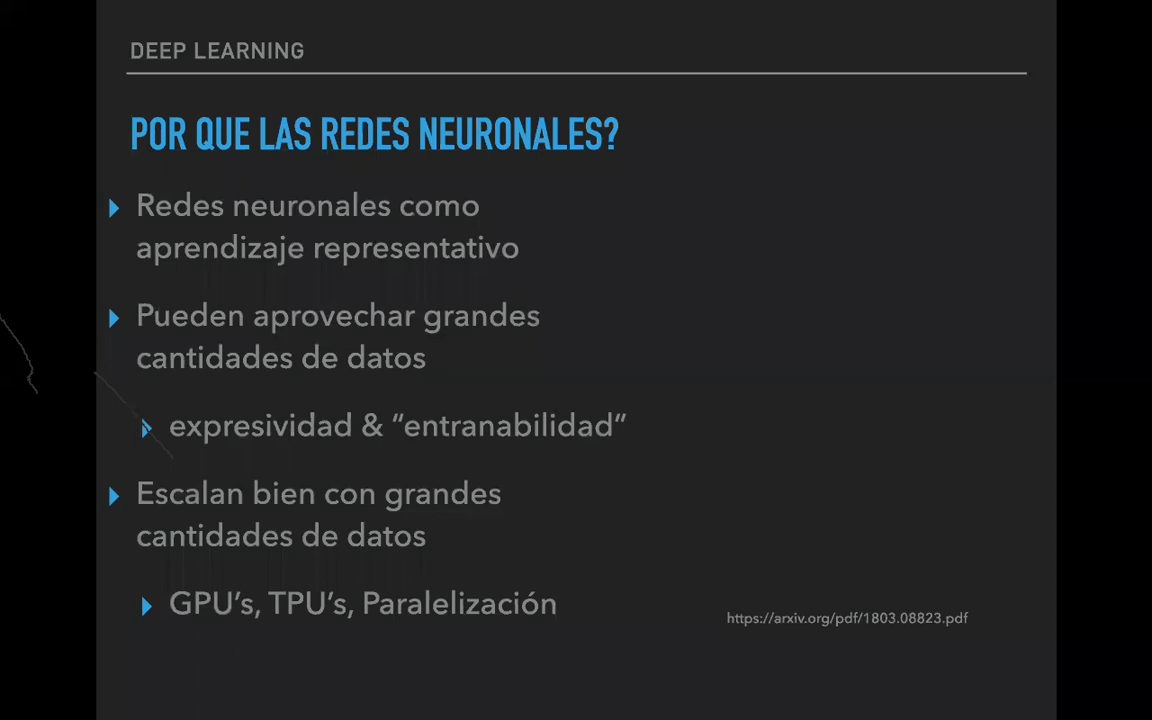 DEEP LEARNING
POR QUE LAS REDES NEURONALES?
Redes neuronales como
aprendizaje representativo
Pueden aprovechar grandes
cantidades de datos
expresividad & “entranabilidad”
Escalan bien con grandes
cantidades de datos
GPU’s, TPU’s, Paralelización
https://arxiv.org/pdf/1803.08823.pdf